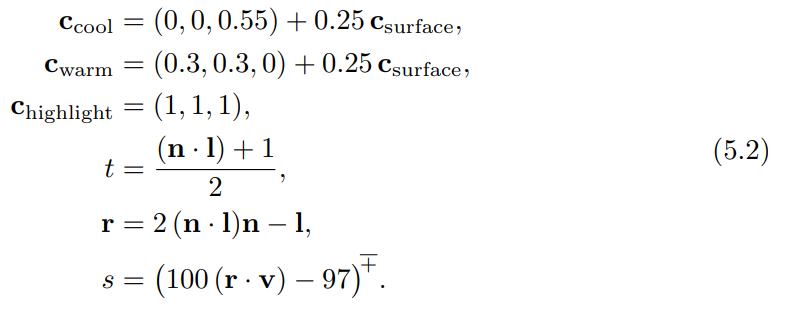 c_cool = (0, 0, 0.55) + 0.25 c_surface,
c_warm = (0.3, 0.3, 0) + 0.25 c_surface,
c_highlight = (1, 1, 1),
t = ((n · l) + 1) / 2, (5.2)
r = 2 (n · l)n − l,
s = (100 (r · v) − 97)^∓.